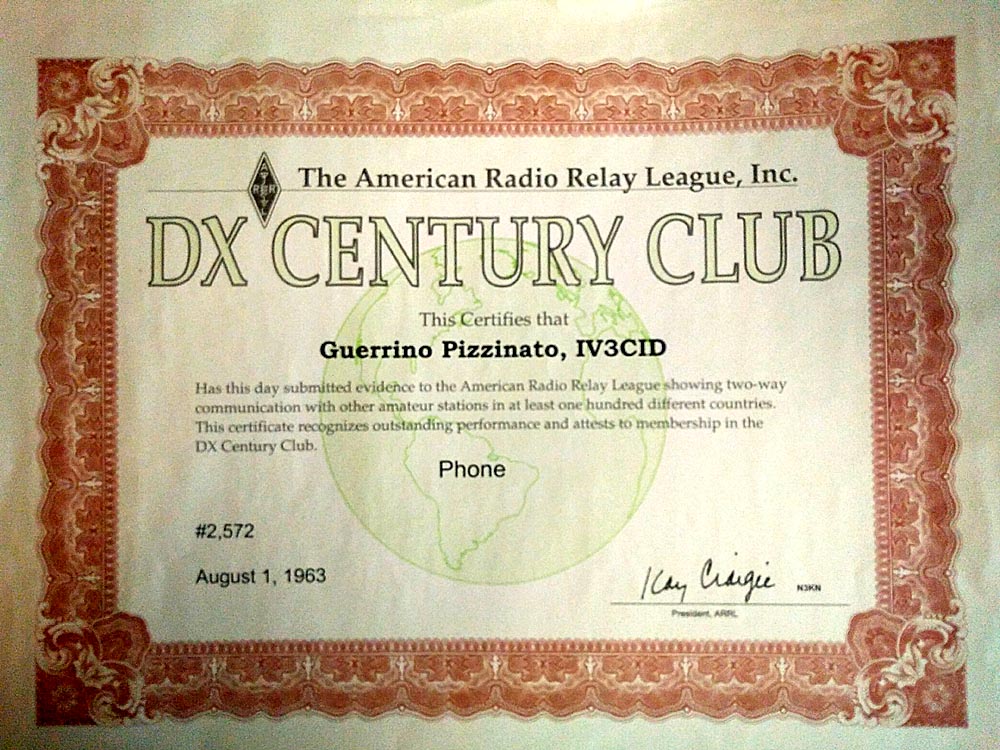 The American Radio Relay League, Inc.
DX CENTURY CLUB
This Certifies that
Guerrino Pizzinato, IV3CID
Has this day submitted evidence to the American Radio Relay League showing two-way
communication with other amateur stations in at least one hundred different countries.
This certificate recognizes outstanding performance and attests to membership in the
DX Century Club.
Phone
#2,572
August 1, 1963
Kay Craigie N3KN
President, ARRL